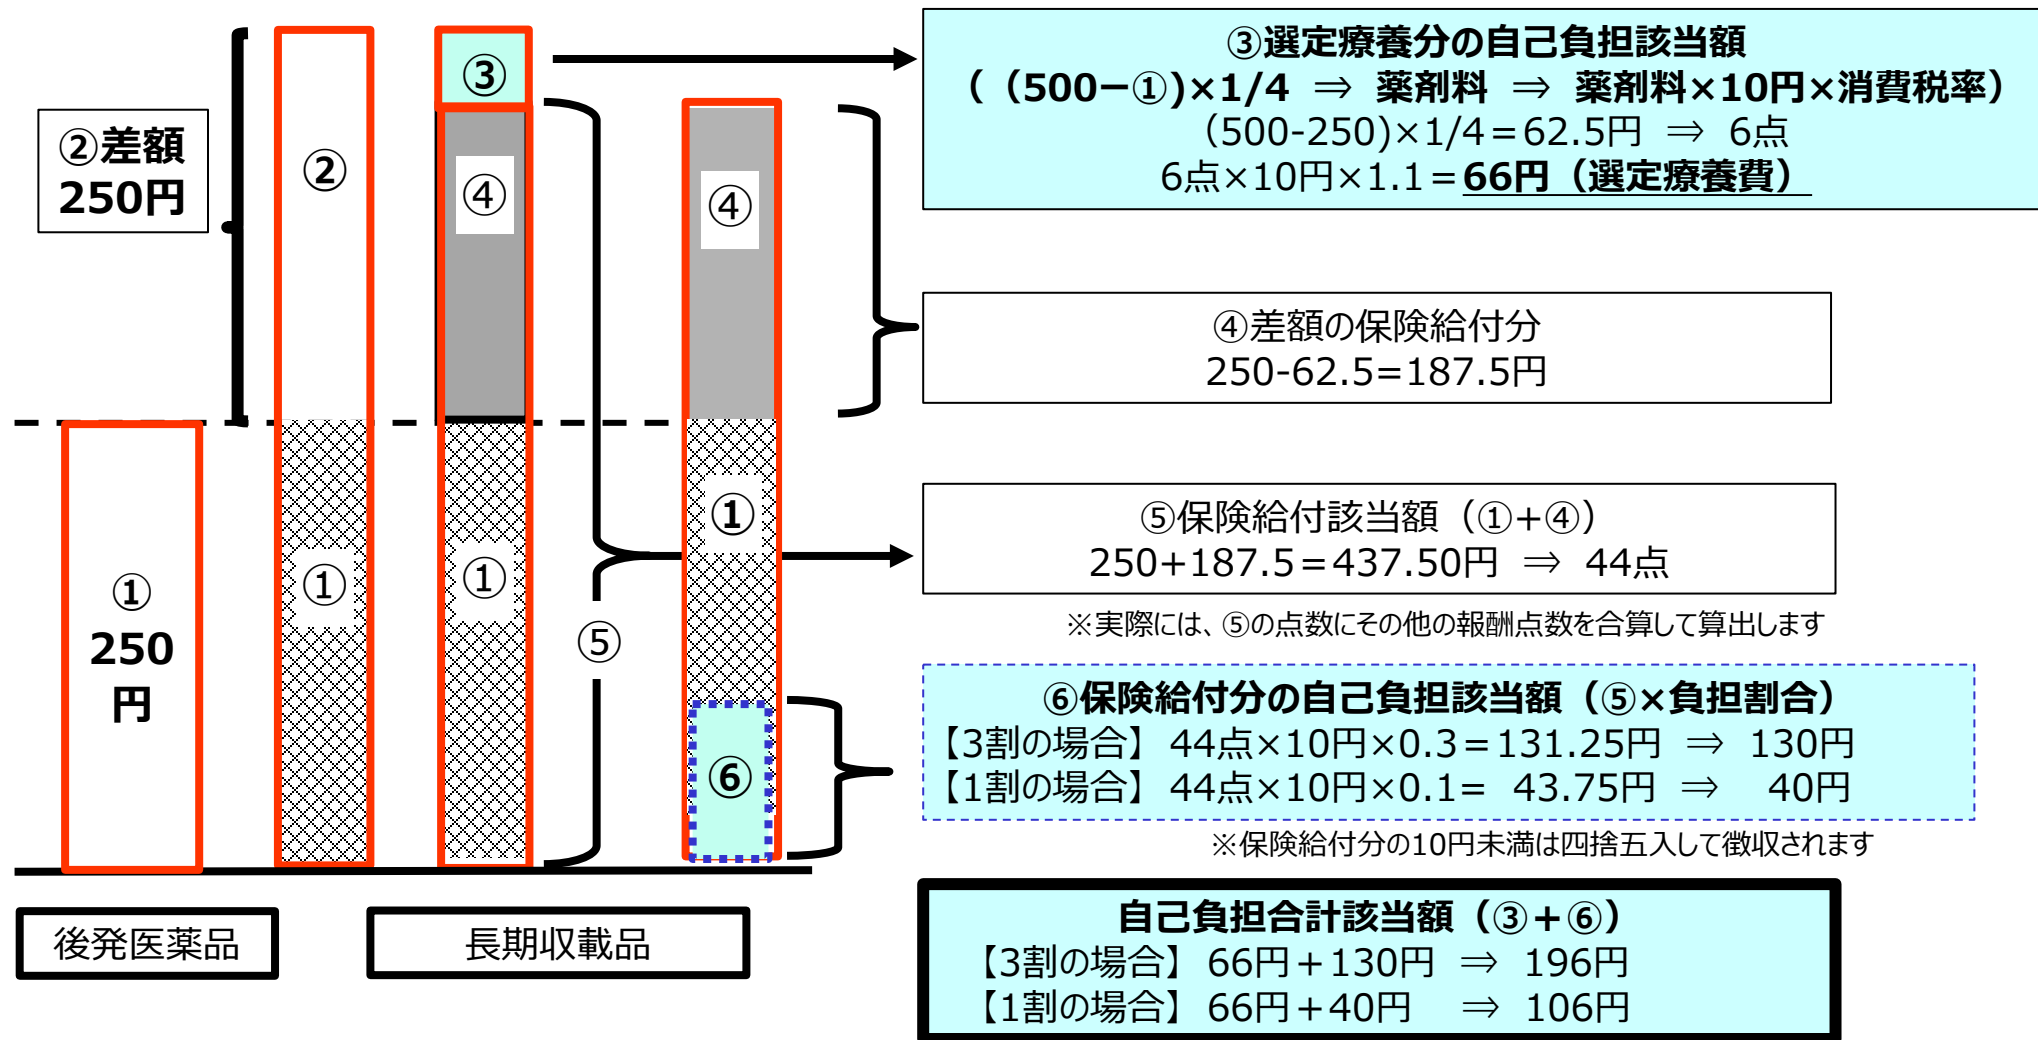 ②差額
250円
②
③
④
④
①
250
円
①
①
①
⑤
⑥
後発医薬品
長期収載品
③選定療養分の自己負担該当額
（（500－①)×1/4 ⇒ 薬剤料 ⇒ 薬剤料×10円×消費税率）
（500-250)×1/4＝62.5円 ⇒ 6点
6点×10円×1.1＝66円（選定療養費）
④差額の保険給付分
250-62.5=187.5円
⑤保険給付該当額（①+④）
250+187.5＝437.50円 ⇒ 44点
※実際には、⑤の点数にその他の報酬点数を合算して算出します
⑥保険給付分の自己負担該当額（⑤×負担割合）
【3割の場合】44点×10円×0.3＝131.25円 ⇒ 130円
【1割の場合】44点×10円×0.1= 43.75円 ⇒ 40円
※保険給付分の10円未満は四捨五入して徴収されます
自己負担合計該当額（③+⑥）
【3割の場合】66円＋130円 ⇒ 196円
【1割の場合】66円＋40円 ⇒ 106円